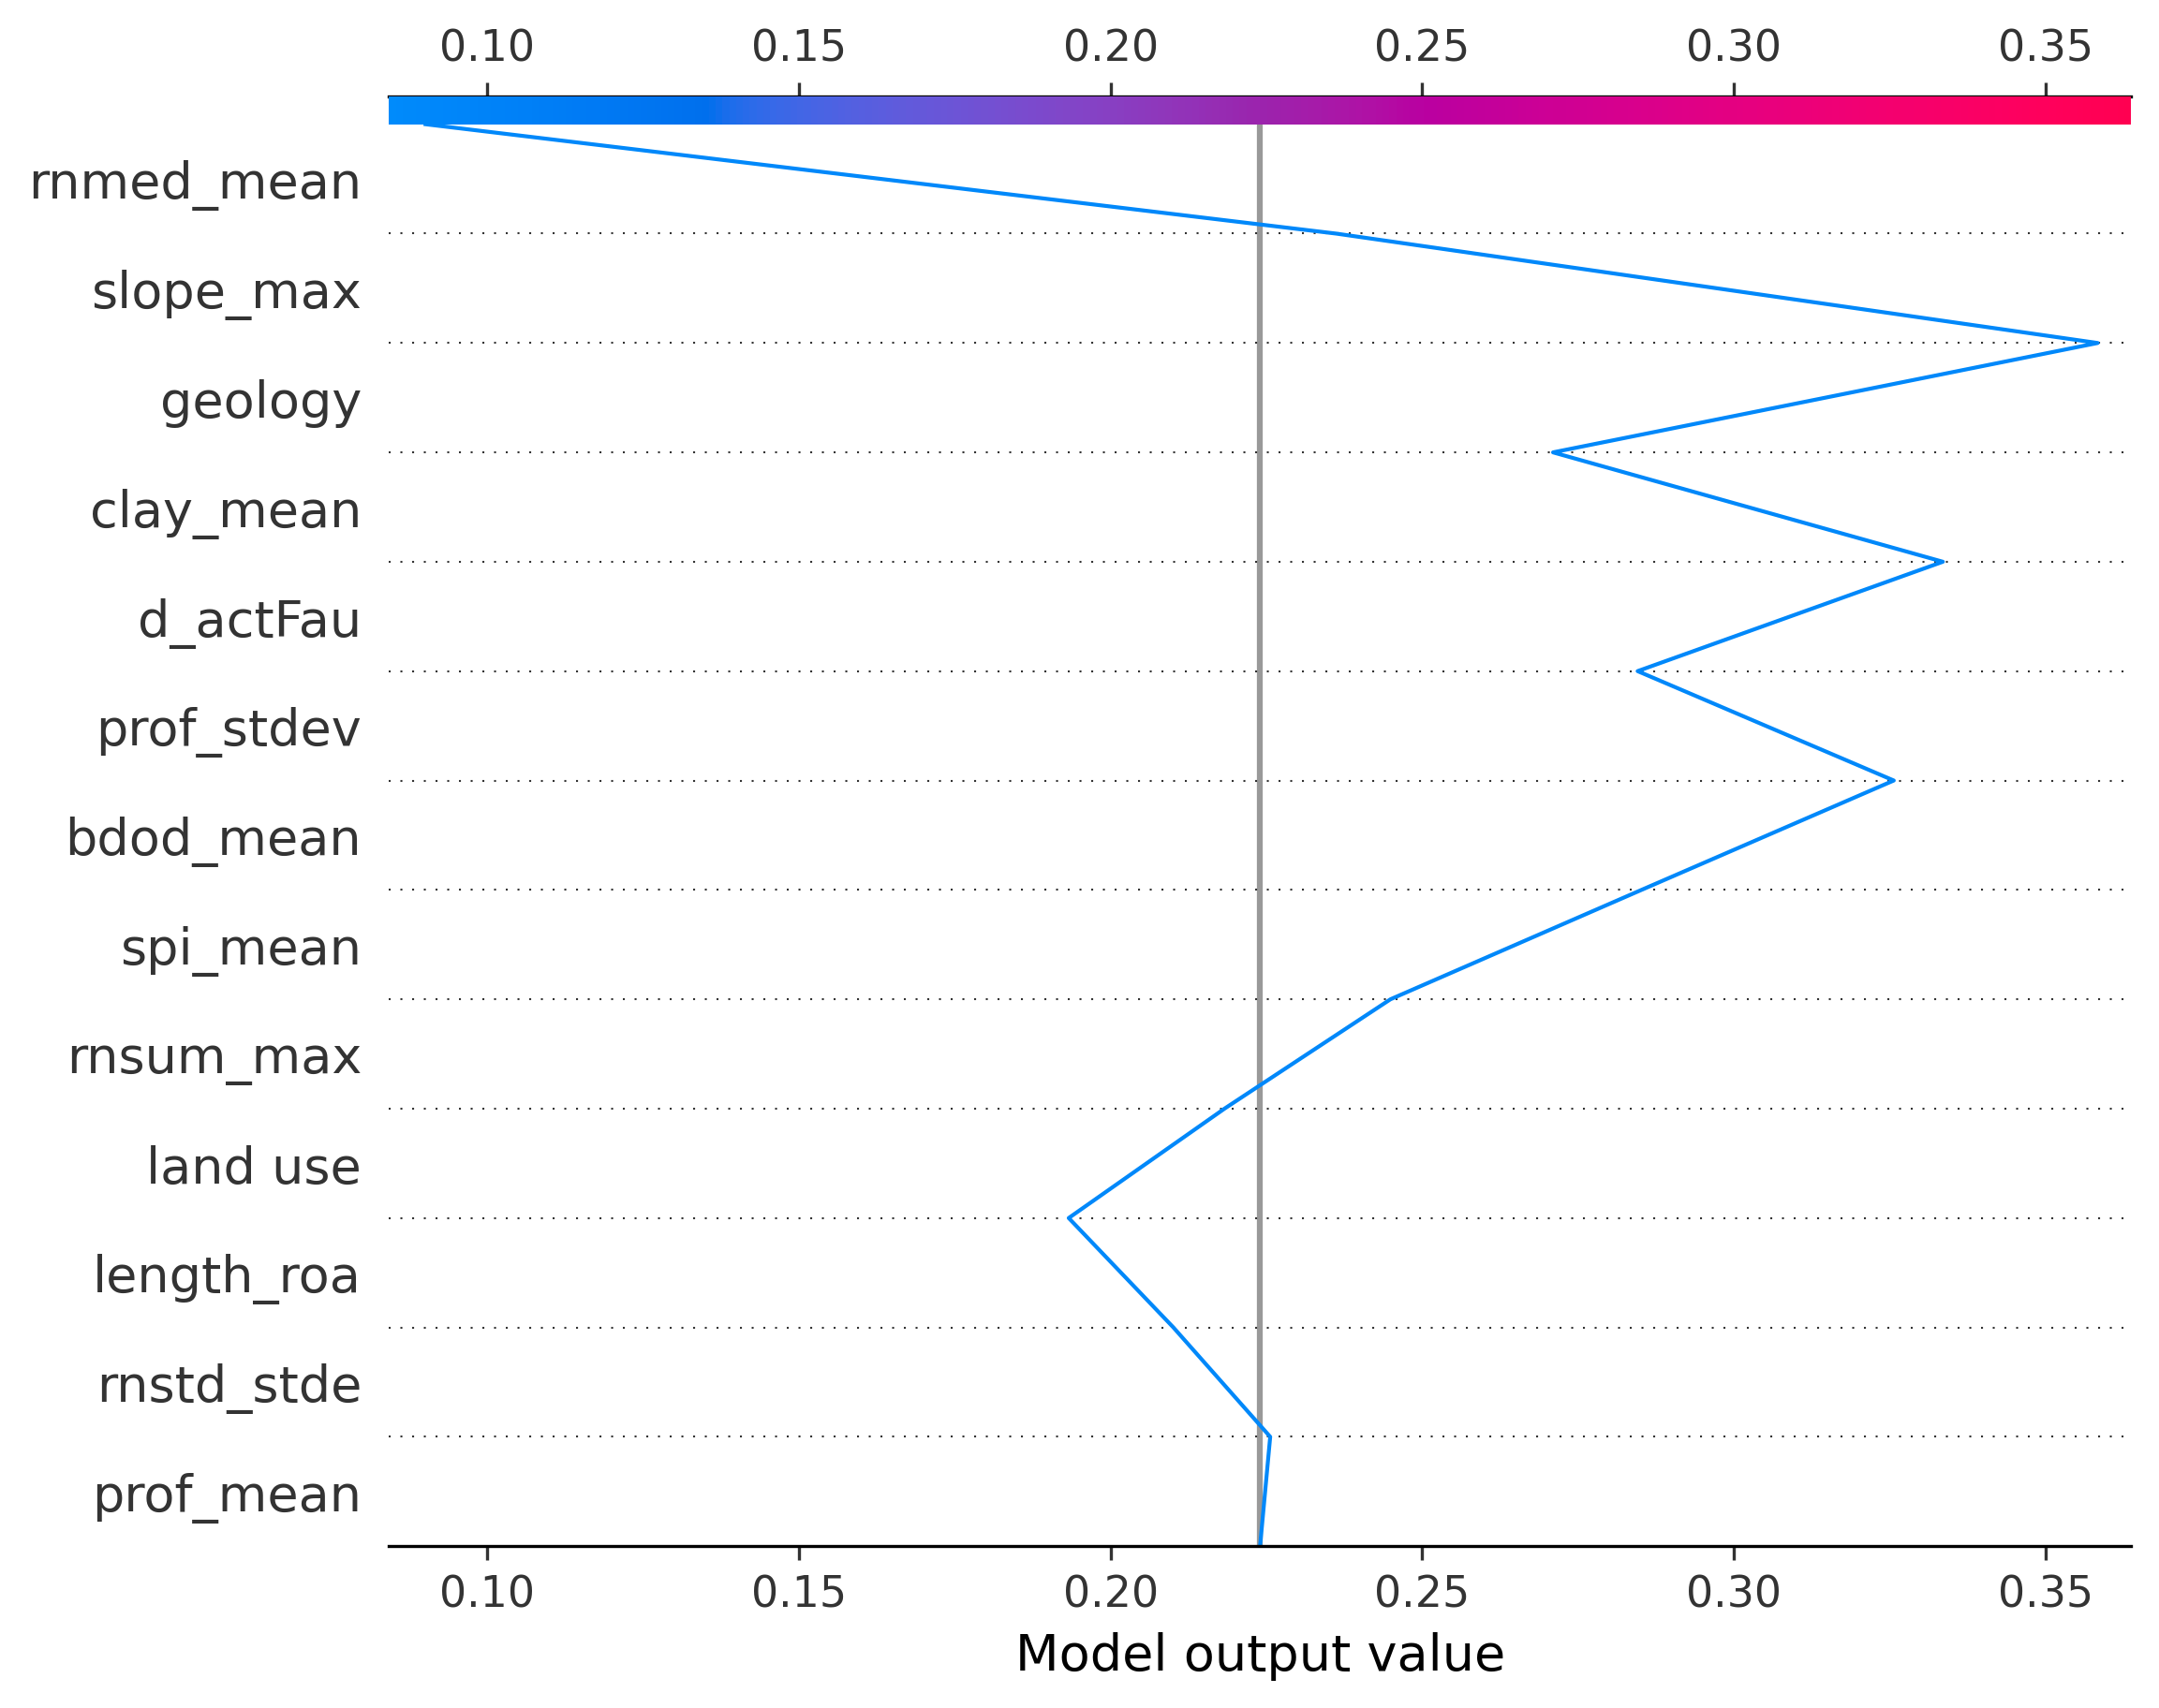 0.10 0.15 0.20 0.25 0.30 0.35
rnmed_mean
slope_max
geology
clay_mean
d_actFau
prof_stdev
bdod_mean
spi_mean
rnsum_max
land use
length_roa
rnstd_stde
prof_mean
0.10 0.15 0.20 0.25 0.30 0.35
Model output value